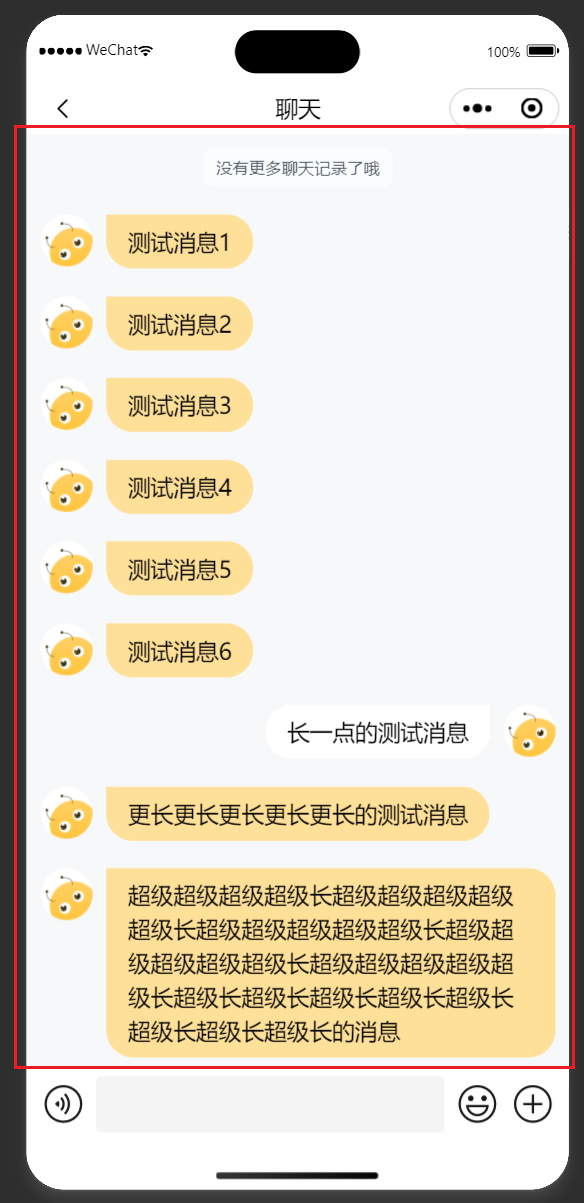 WeChat
100%
聊天
没有更多聊天记录了哦
测试消息1
测试消息2
测试消息3
测试消息4
测试消息5
测试消息6
长一点的测试消息
更长更长更长更长更长的测试消息
超级超级超级超级长超级超级超级超级
超级长超级超级超级超级超级长超级超
级超级超级超级长超级超级超级超级超
级长超级长超级长超级长超级长超级长
超级长超级长超级长的消息